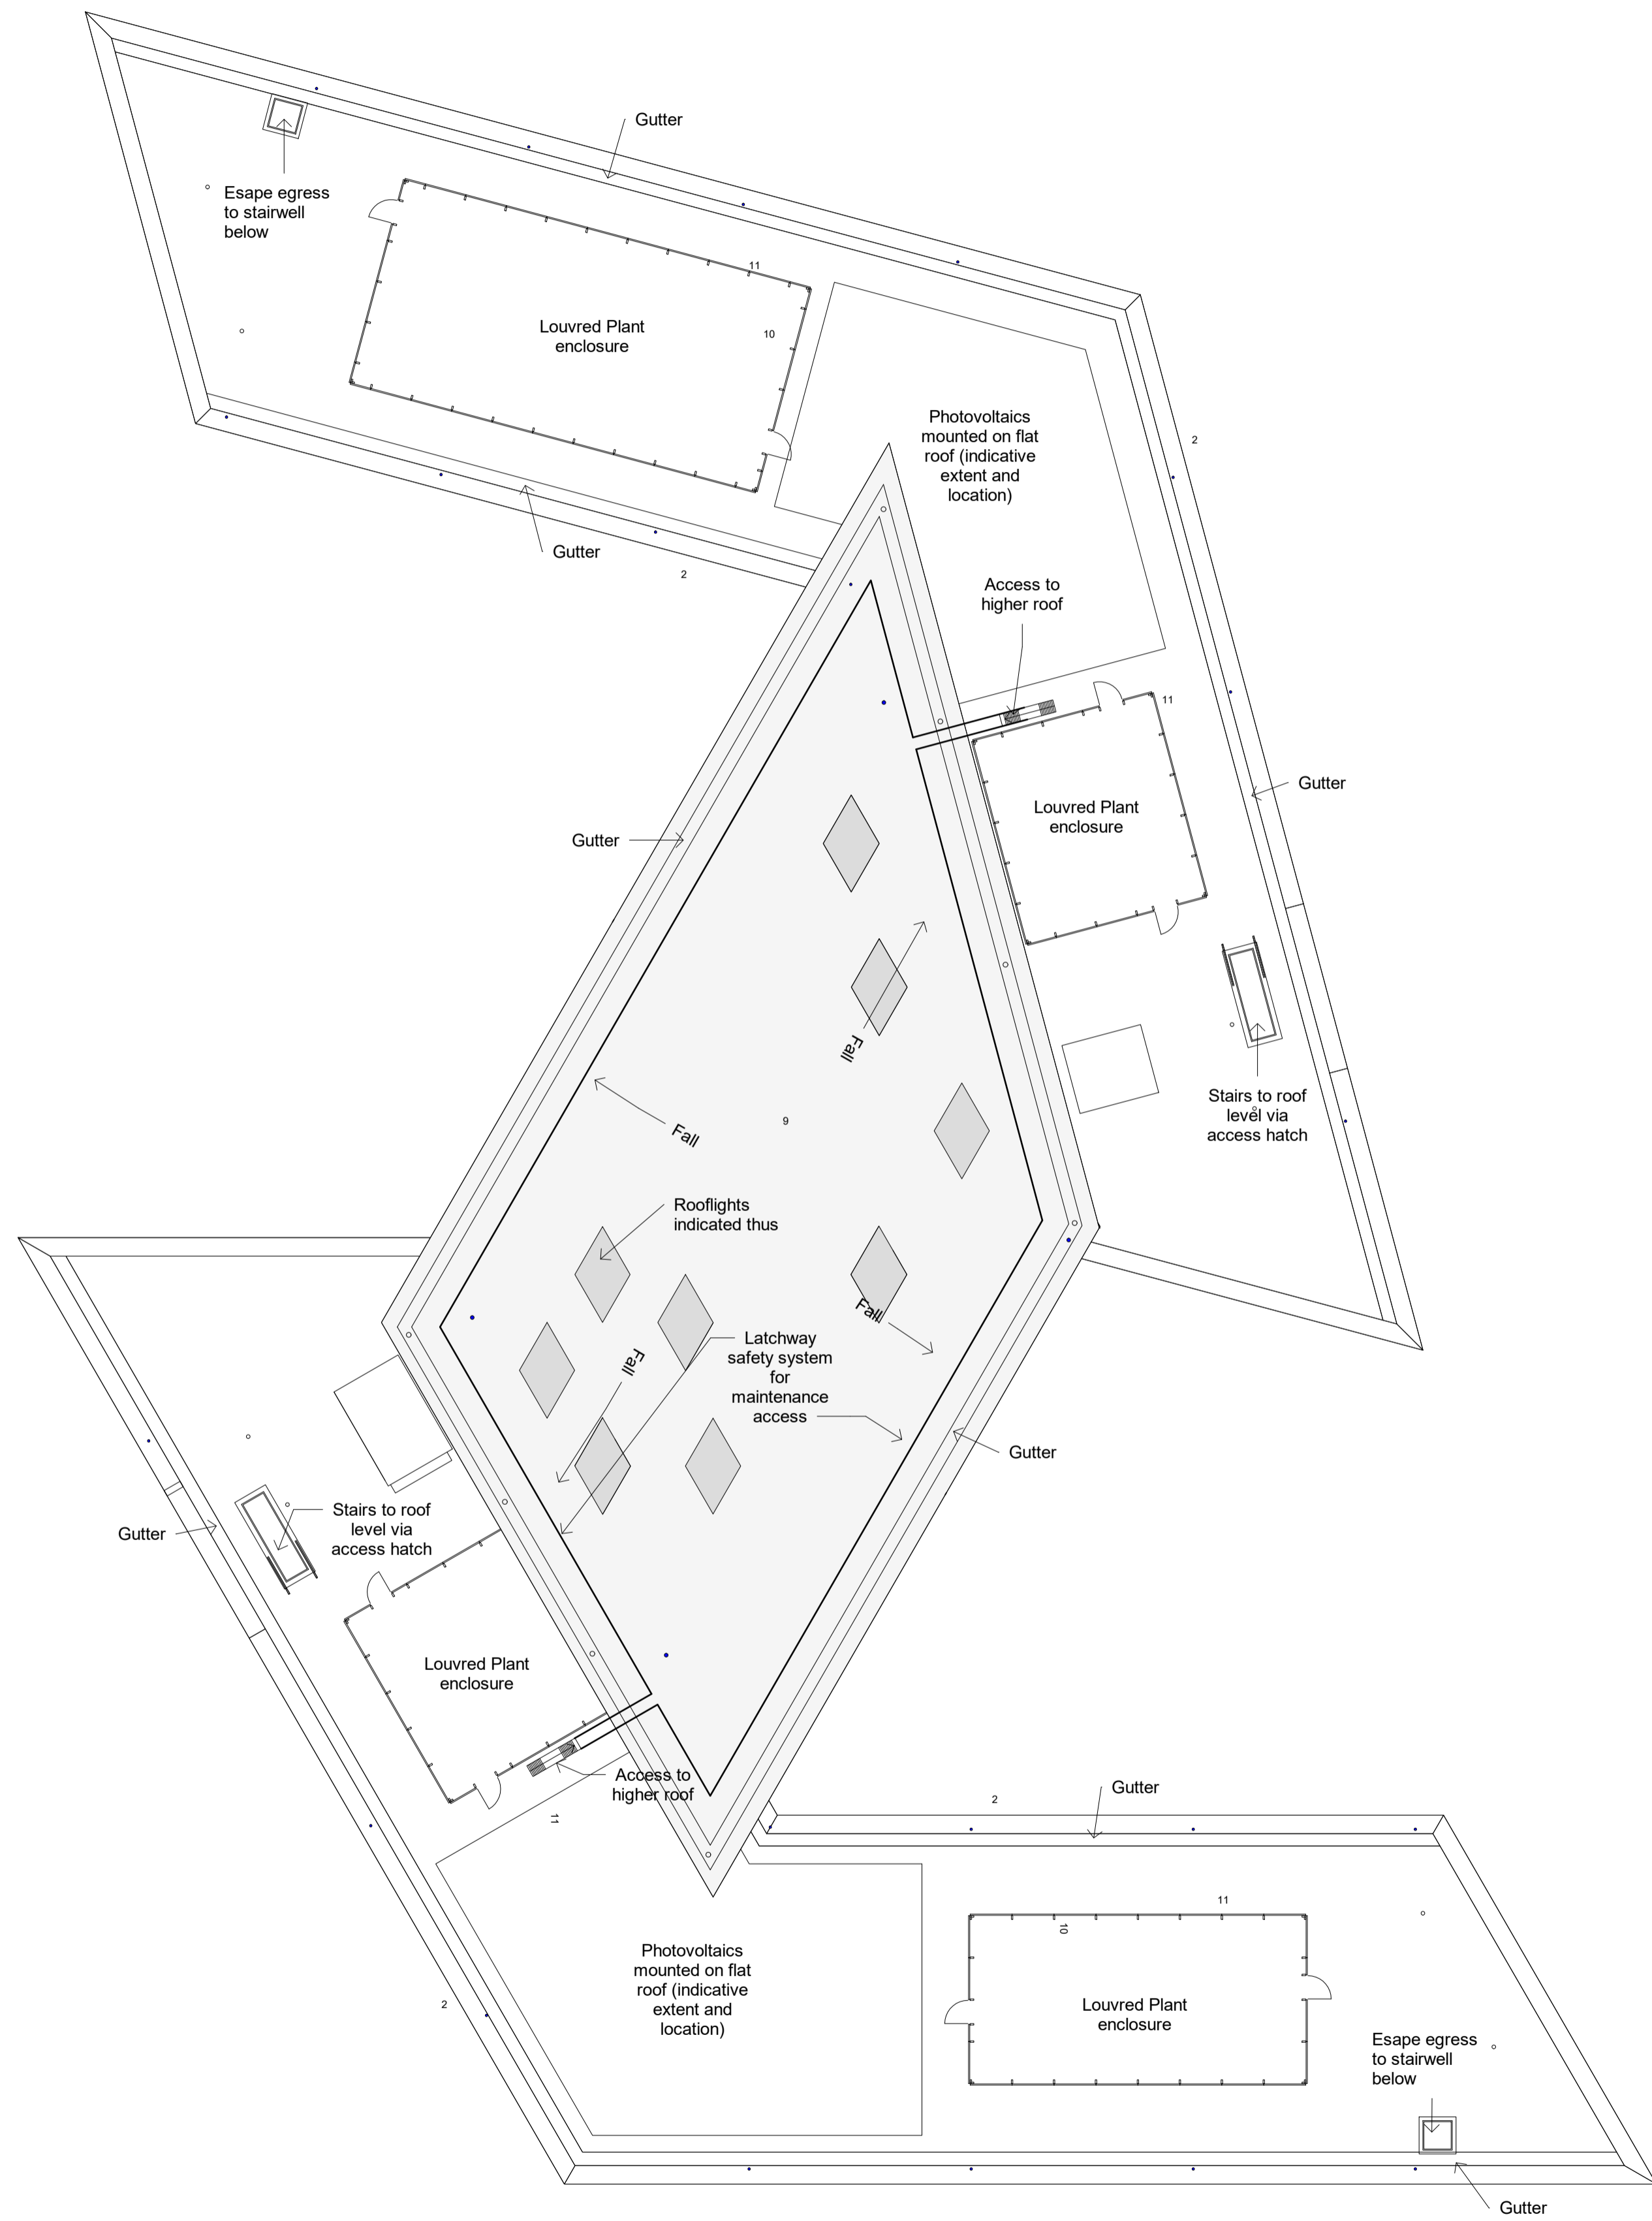 Gutter
Esape egress
to stairwell
below
11
Louvred Plant
enclosure
10
Photovoltaics
mounted on flat
roof (indicative
extent and
location)
2
Gutter
2
Access to
higher roof
11
Gutter
Louvred Plant
enclosure
Gutter
Fall
Stairs to roof
level via
access hatch
9
Fall
Rooflights
indicated thus
Fall
Latchway
safety system
for
maintenance
access
Fall
Gutter
Stairs to roof
level via
access hatch
Gutter
Louvred Plant
enclosure
Access to
higher roof
11
Gutter
2
11
10
Photovoltaics
mounted on flat
roof (indicative
extent and
location)
2
Louvred Plant
enclosure
Esape egress
to stairwell
below
Gutter